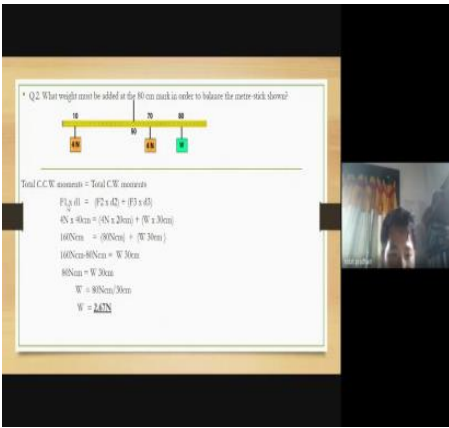 • Q.2. What weight must be added at the 80 cm mark in order to balance the metre-stick shown?
10 70 80
50
4N 4N W
Total C.C.W. moments = Total C.W. moments
F1 x d1 = (F2 x d2) + (F3 x d3)
4N x 40cm = (4N x 20cm) + (W x 30cm)
160Ncm = (80Ncm) + (W 30cm)
160Ncm-80Ncm = W 30cm
80Ncm = W 30cm
W = 80Ncm/30cm
W = 2.67N